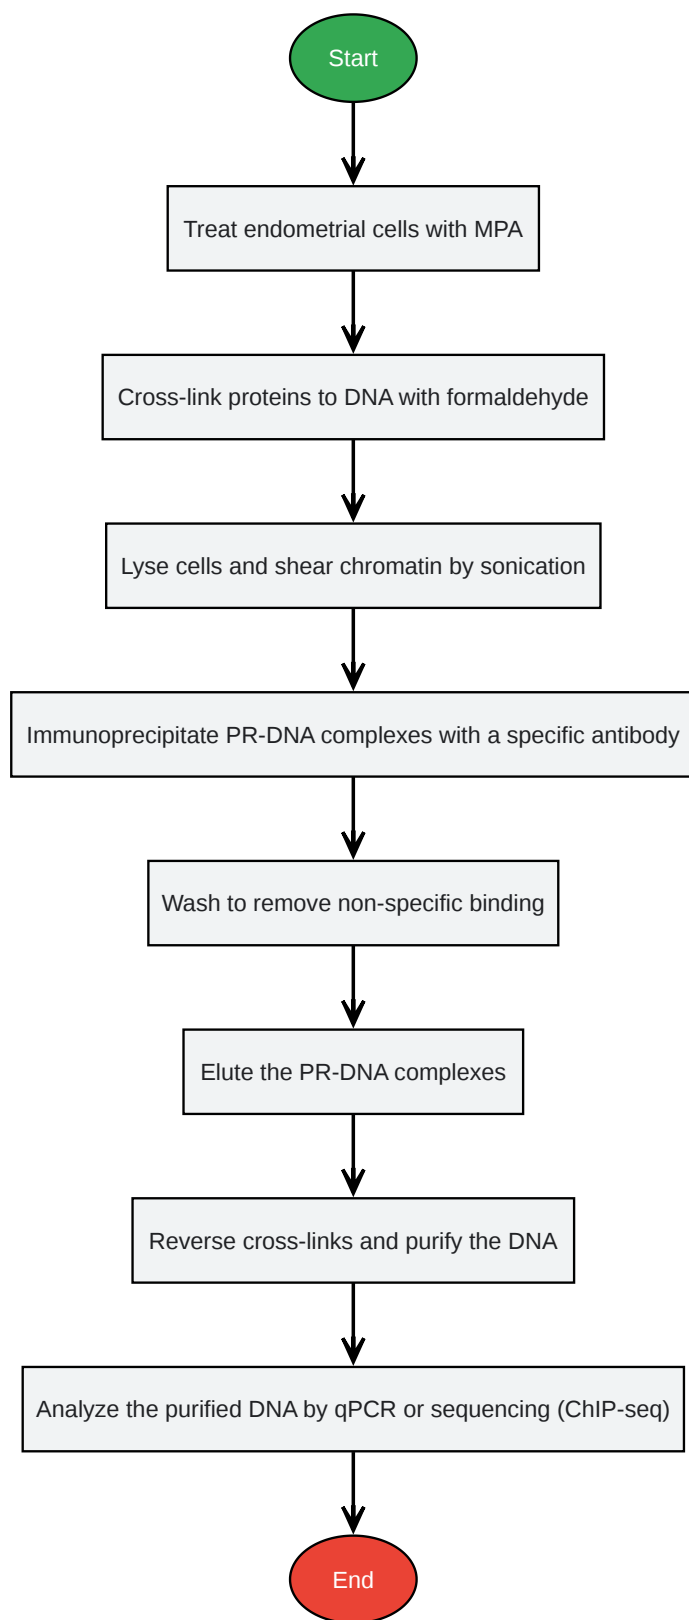 Start
Treat endometrial cells with MPA
Cross-link proteins to DNA with formaldehyde
Lyse cells and shear chromatin by sonication
Immunoprecipitate PR-DNA complexes with a specific antibody
Wash to remove non-specific binding
Elute the PR-DNA complexes
Reverse cross-links and purify the DNA
Analyze the purified DNA by qPCR or sequencing (ChIP-seq)
End